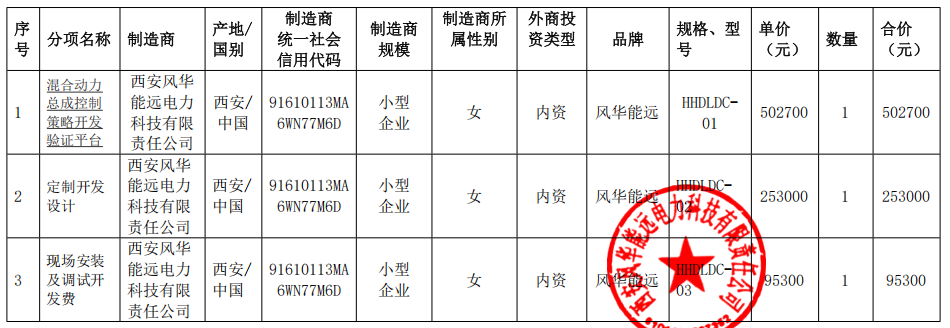 序号 分项名称 制造商 产地/国别 制造商统一社会信用代码 制造商规模 制造商所属性别 外商投资类型 品牌 规格、型号 单价（元） 数量 合价（元）
1 混合动力总成控制策略开发验证平台 西安风华能远电力科技有限责任公司 西安/中国 91610113MA6WN77M6D 小型企业 女 内资 风华能远 HHDLDC-01 502700 1 502700
2 定制开发设计 西安风华能远电力科技有限责任公司 西安/中国 91610113MA6WN77M6D 小型企业 女 内资 风华能远 HHDLDC-02 253000 1 253000
3 现场安装及调试开发费 西安风华能远电力科技有限责任公司 西安/中国 91610113MA6WN77M6D 小型企业 女 内资 风华能远 HHDLDC-03 95300 1 95300
西安风华能远电力科技有限责任公司